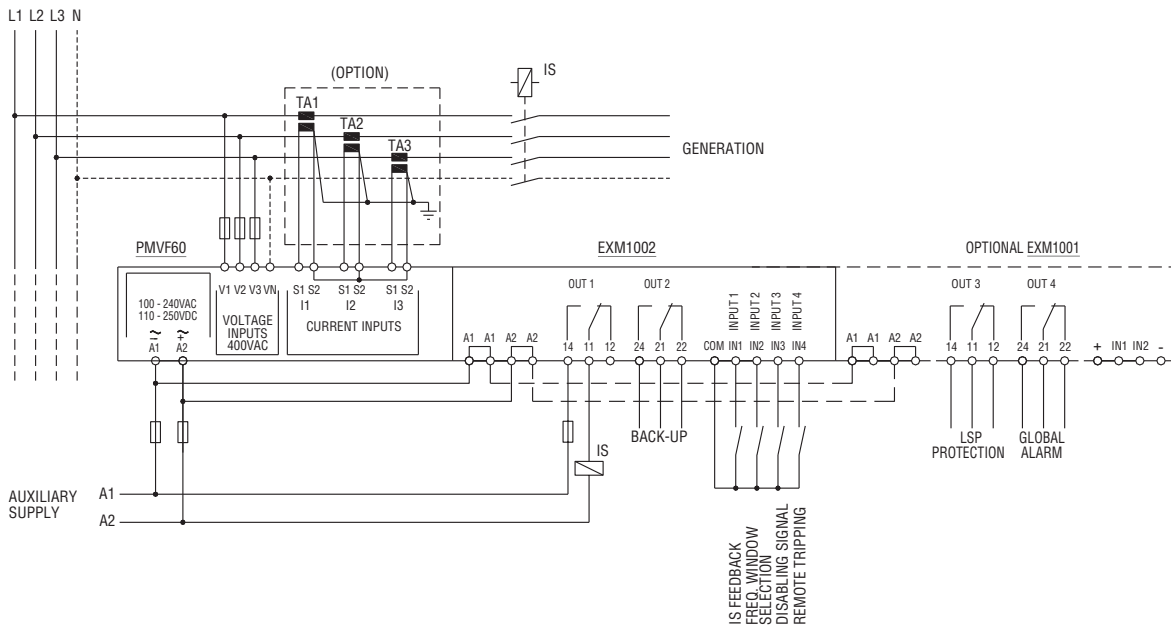 L1 L2 L3 N
(OPTION)
IS
TA1
TA2
TA3
GENERATION
PMVF60
EXM1002
OPTIONAL EXM1001
100 - 240VAC
110 - 250VDC
~ ~
- +
A1 A2
V1 V2 V3 VN
VOLTAGE
INPUTS
400VAC
S1 S2 S1 S2 S1 S2
I1 I2 I3
CURRENT INPUTS
A1 A1 A2 A2
OUT 1
14 11 12
OUT 2
24 21 22
INPUT 1
INPUT 2
INPUT 3
INPUT 4
COM IN1 IN2 IN3 IN4
A1 A1 A2 A2
OUT 3
14 11 12
OUT 4
24 21 22
+ IN1 IN2 -
BACK-UP
LSP
PROTECTION
GLOBAL
ALARM
IS
AUXILIARY
SUPPLY
A1
A2
IS FEEDBACK
FREQ. WINDOW
SELECTION
DISABLING SIGNAL
REMOTE TRIPPING